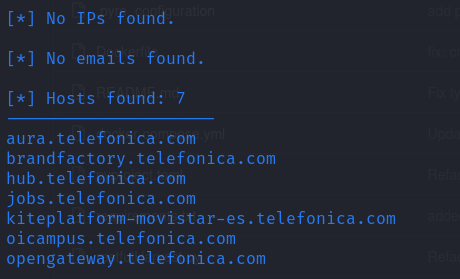 [*] No IPs found.
[*] No emails found.
[*] Hosts found: 7
---------------------
aura.telefonica.com
brandfactory.telefonica.com
hub.telefonica.com
jobs.telefonica.com
kiteplatform-movistar-es.telefonica.com
oicampus.telefonica.com
opengateway.telefonica.com